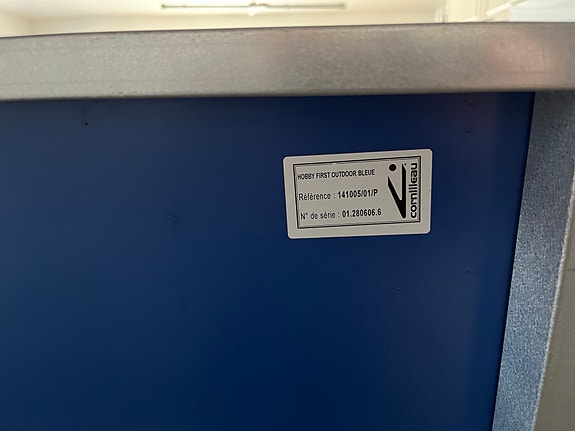 HOBBY FIRST OUTDOOR BLEUE
Référence : 141005/01/P
N° de série : 01.280606.6
cornilleau